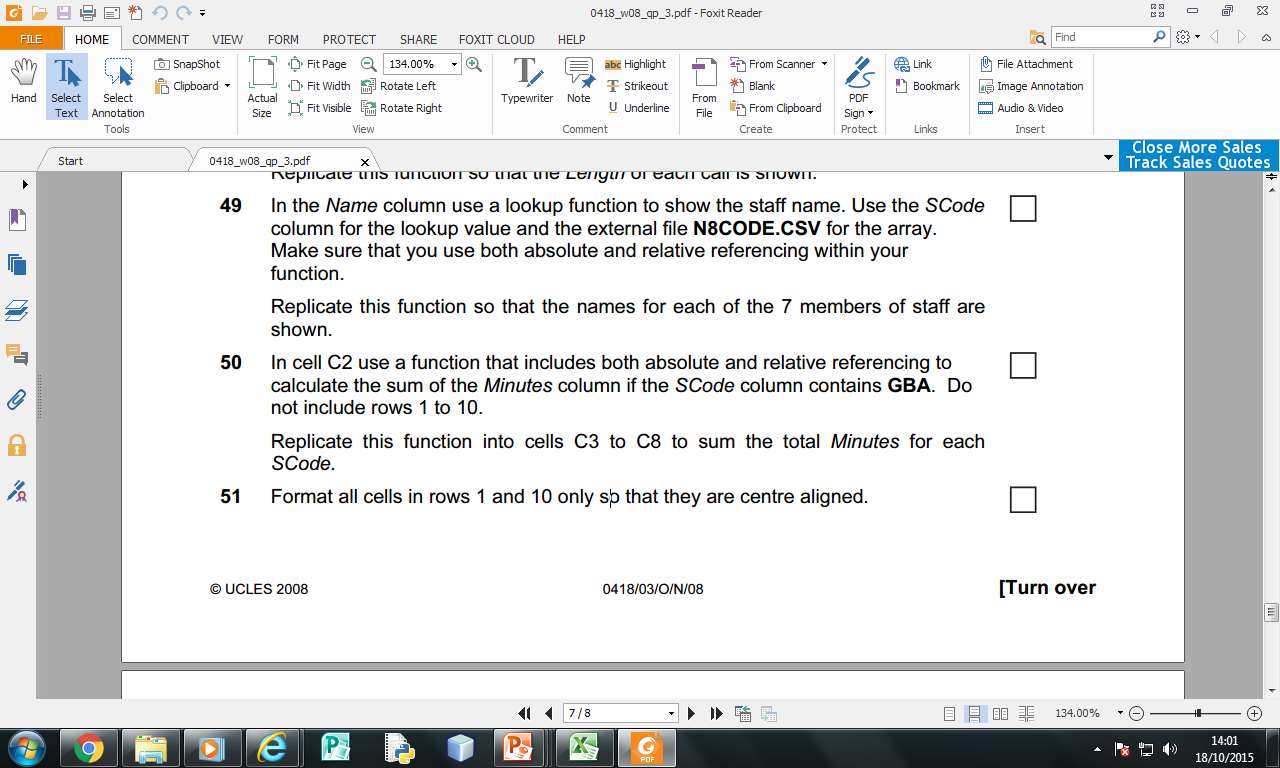 0418_w08_qp_3.pdf - Foxit Reader
FILE HOME COMMENT VIEW FORM PROTECT SHARE FOXIT CLOUD HELP Find
Hand
Select Text
Select Annotation
SnapShot
Clipboard
Tools
Actual Size
Fit Page
Fit Width
Fit Visible
134.00%
Rotate Left
Rotate Right
View
Typewriter
Note
abc Highlight
T Strikeout
U Underline
Comment
From File
From Scanner
Blank
From Clipboard
Create
PDF Sign
Protect
Link
Bookmark
Links
File Attachment
Image Annotation
Audio & Video
Insert
Start 0418_w08_qp_3.pdf x
Close More Sales
Track Sales Quotes
Replicate this function so that the Length of each call is shown.
49 In the Name column use a lookup function to show the staff name. Use the SCode
column for the lookup value and the external file N8CODE.CSV for the array.
Make sure that you use both absolute and relative referencing within your
function.
Replicate this function so that the names for each of the 7 members of staff are
shown.
50 In cell C2 use a function that includes both absolute and relative referencing to
calculate the sum of the Minutes column if the SCode column contains GBA. Do
not include rows 1 to 10.
Replicate this function into cells C3 to C8 to sum the total Minutes for each
SCode.
51 Format all cells in rows 1 and 10 only so that they are centre aligned.
© UCLES 2008 0418/03/O/N/08 [Turn over
7 / 8 134.00%
14:01
18/10/2015